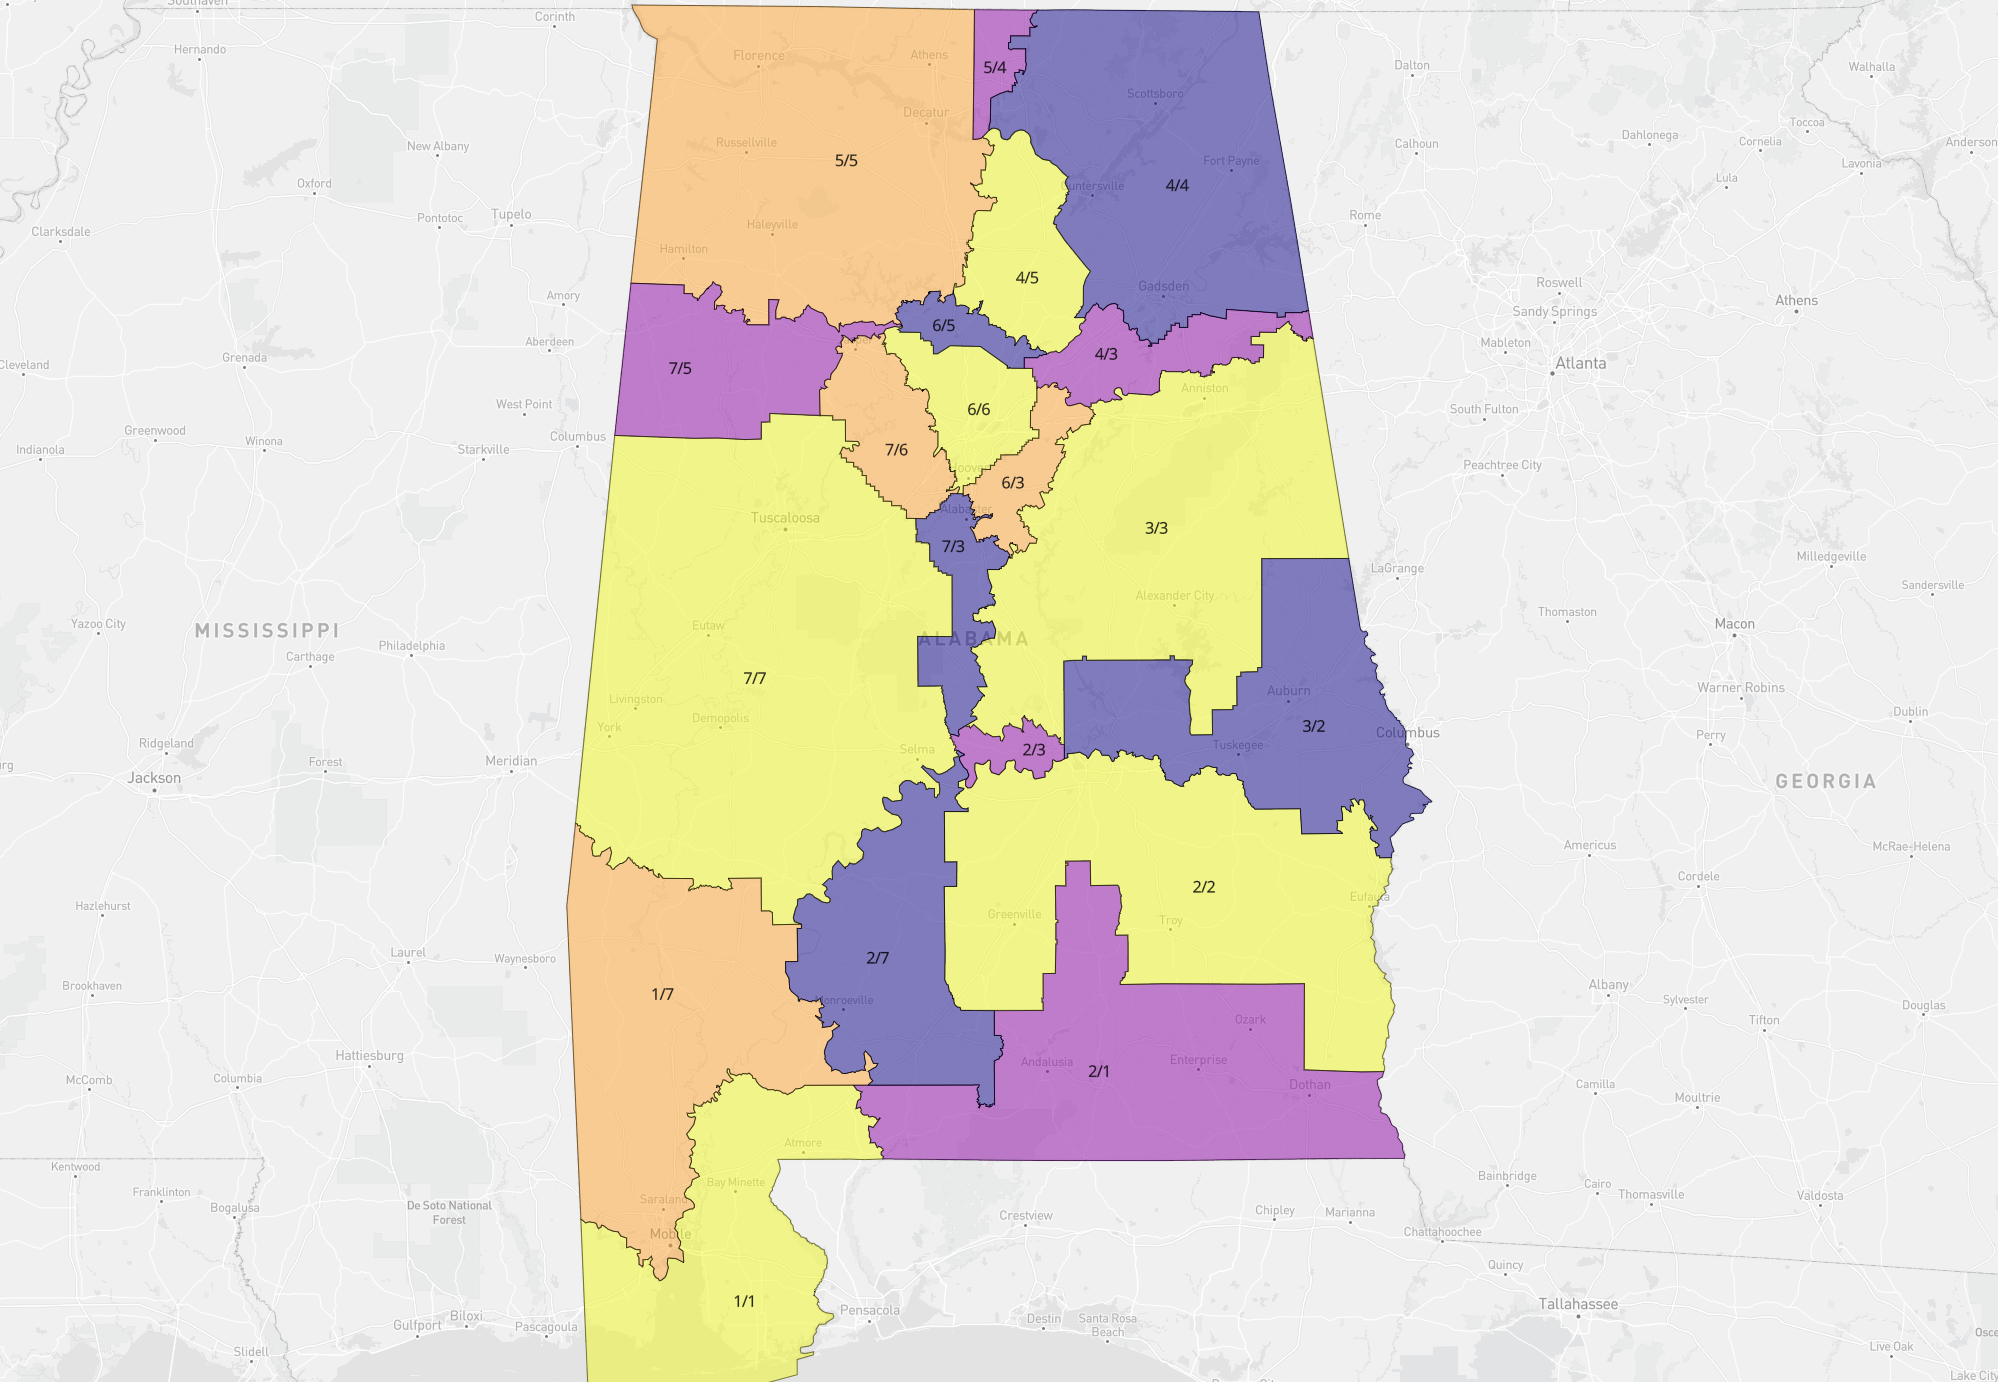 Southaven
Corinth
Hernando
Florence
Athens
5/4
Dalton
Walhalla
Scottsboro
Decatur
Toccoa
New Albany
Russellville
Calhoun
Dahlonega
Cornelia
Anderson
5/5
Fort Payne
Lavonia
Oxford
4/4
Guntersville
Lula
Pontotoc
Tupelo
Haleyville
Rome
Clarksdale
Hamilton
4/5
Gadsden
Roswell
Athens
Amory
Sandy Springs
6/5
Aberdeen
Mableton
Cleveland
Grenada
7/5
4/3
Atlanta
Anniston
West Point
6/6
South Fulton
Greenwood
Winona
Columbus
Indianola
Starkville
7/6
Peachtree City
Hoover
6/3
Alabaster
Tuscaloosa
3/3
7/3
Milledgeville
LaGrange
Sandersville
Alexander City
Thomaston
Yazoo City
MISSISSIPPI
Eutaw
ALABAMA
Macon
Philadelphia
Carthage
7/7
Livingston
Auburn
Warner Robins
York
Demopolis
3/2
Columbus
Dublin
Perry
Ridgeland
Selma
2/3
Tuskegee
Forest
Meridian
Jackson
GEORGIA
Americus
McRae-Helena
Cordele
2/2
Eufaula
Hazlehurst
Greenville
Troy
Laurel
Waynesboro
2/7
Brookhaven
1/7
Monroeville
Albany
Sylvester
Douglas
Ozark
Tifton
Hattiesburg
Andalusia
Enterprise
2/1
McComb
Columbia
Dothan
Camilla
Moultrie
Atmore
Kentwood
Bainbridge
Cairo
Franklinton
Bay Minette
Thomasville
Valdosta
Saraland
Bogalusa
De Soto National
Forest
Crestview
Chipley
Marianna
Mobile
Chattahoochee
Quincy
1/1
Tallahassee
Pensacola
Biloxi
Gulfport
Pascagoula
Destin
Santa Rosa
Beach
Slidell
Live Oak
Lake City